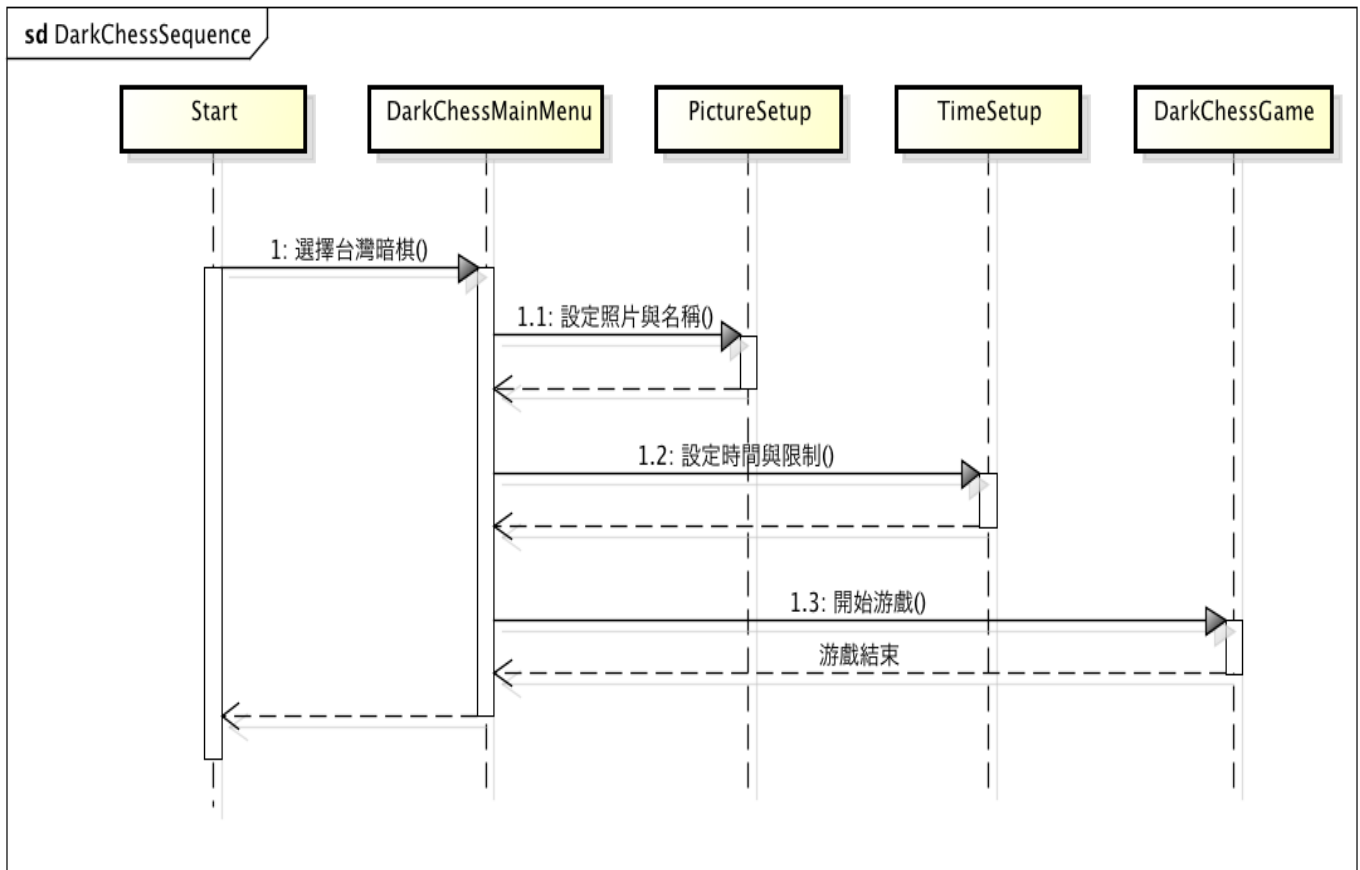 sd DarkChessSequence
Start
DarkChessMainMenu
PictureSetup
TimeSetup
DarkChessGame
1: 選擇台灣暗棋()
1.1: 設定照片與名稱()
1.2: 設定時間與限制()
1.3: 開始游戲()
游戲結束